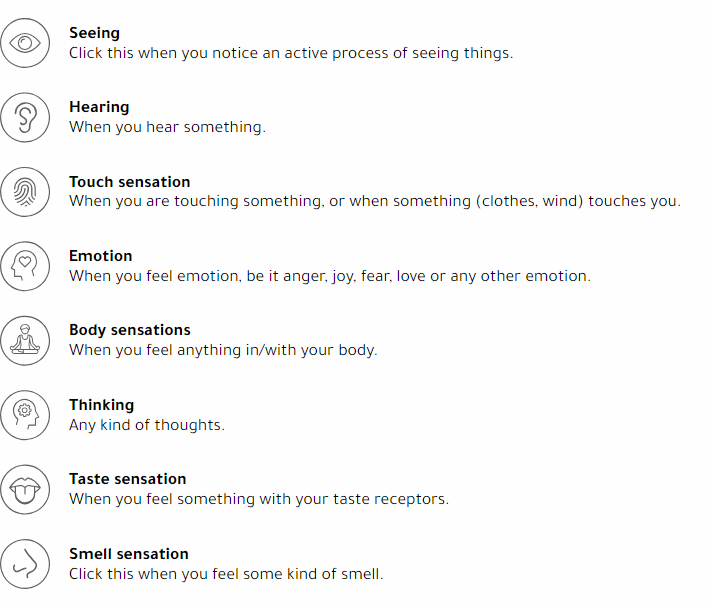 Seeing
Click this when you notice an active process of seeing things.
Hearing
When you hear something.
Touch sensation
When you are touching something, or when something (clothes, wind) touches you.
Emotion
When you feel emotion, be it anger, joy, fear, love or any other emotion.
Body sensations
When you feel anything in/with your body.
Thinking
Any kind of thoughts.
Taste sensation
When you feel something with your taste receptors.
Smell sensation
Click this when you feel some kind of smell.